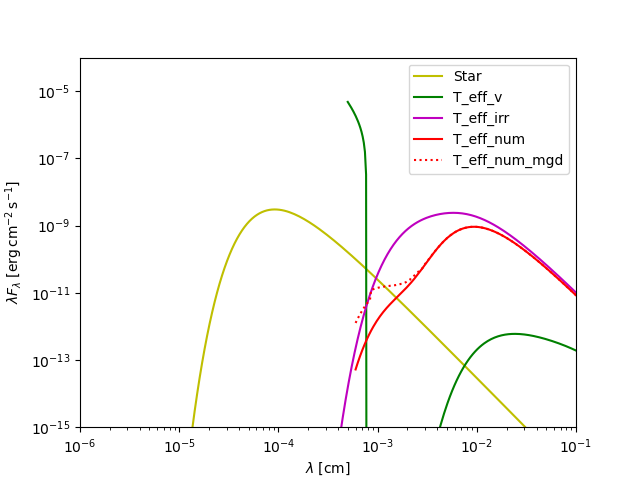 Star
T_eff_v
T_eff_irr
T_eff_num
T_eff_num_mgd
10⁻⁵
10⁻⁷
10⁻⁹
10⁻¹¹
10⁻¹³
10⁻¹⁵
λF_λ [erg cm⁻² s⁻¹]
10⁻⁶ 10⁻⁵ 10⁻⁴ 10⁻³ 10⁻² 10⁻¹
λ [cm]